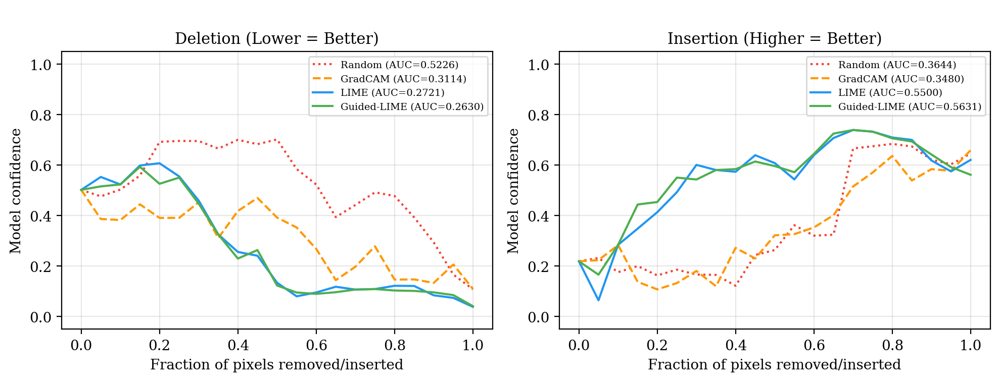 Deletion (Lower = Better)
Model confidence
1.0
0.8
0.6
0.4
0.2
0.0
Random (AUC=0.5226)
GradCAM (AUC=0.3114)
LIME (AUC=0.2721)
Guided-LIME (AUC=0.2630)
0.0 0.2 0.4 0.6 0.8 1.0
Fraction of pixels removed/inserted
Insertion (Higher = Better)
Model confidence
1.0
0.8
0.6
0.4
0.2
0.0
Random (AUC=0.3644)
GradCAM (AUC=0.3480)
LIME (AUC=0.5500)
Guided-LIME (AUC=0.5631)
0.0 0.2 0.4 0.6 0.8 1.0
Fraction of pixels removed/inserted